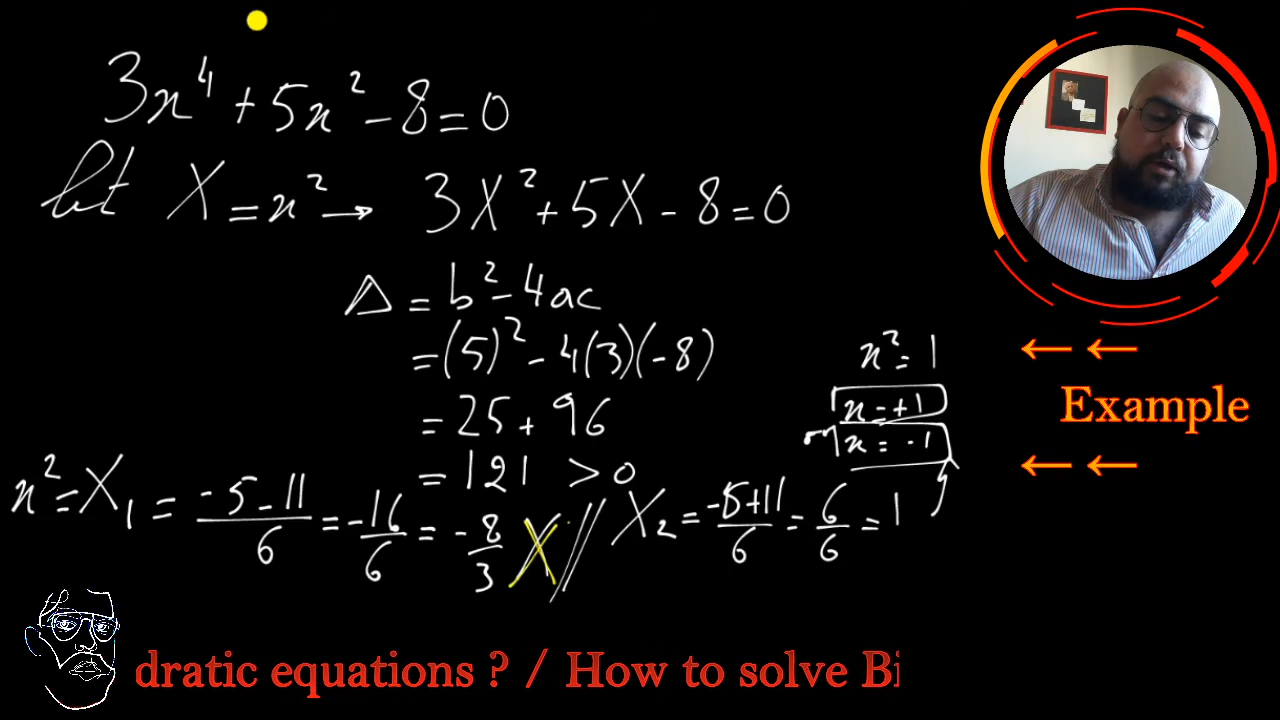 3x⁴ + 5x² - 8 = 0
let X = x² → 3X² + 5X - 8 = 0
Δ = b² - 4ac
= (5)² - 4(3)(-8)
= 25 + 96
= 121 > 0
x² = X₁ = (-5-11)/6 = -16/6 = -8/3 X // X₂ = (-5+11)/6 = 6/6 = 1
x² = 1
x = +1
or x = -1
← ←
Example
← ←
dratic equations ? / How to solve Bi